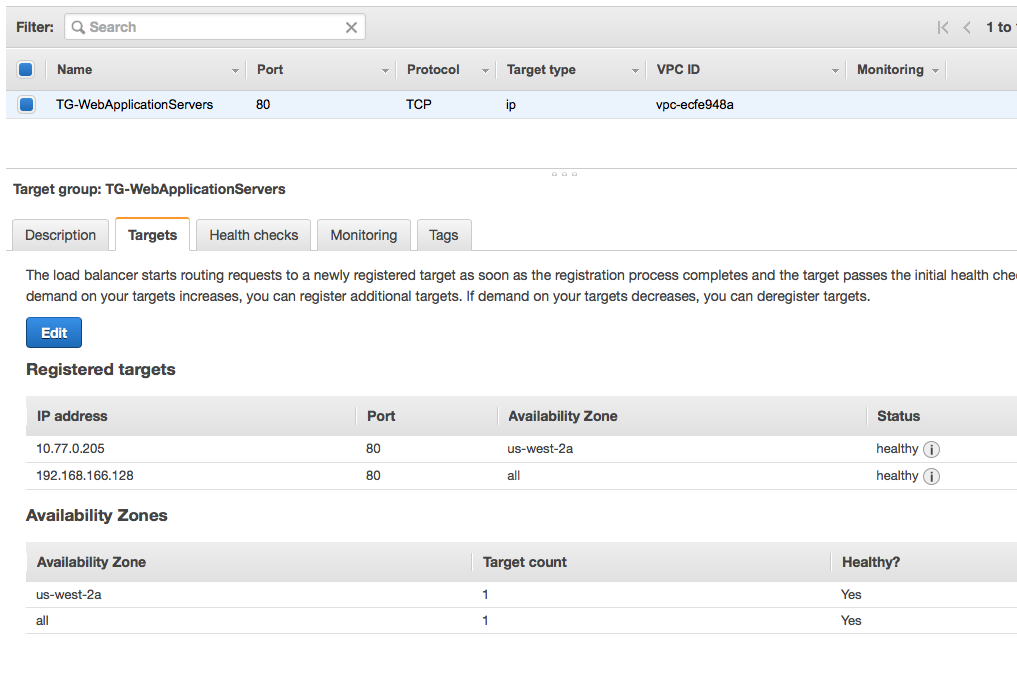 Filter: Search 1 to
Name Port Protocol Target type VPC ID Monitoring
TG-WebApplicationServers 80 TCP ip vpc-ecfe948a
Target group: TG-WebApplicationServers
Description Targets Health checks Monitoring Tags
The load balancer starts routing requests to a newly registered target as soon as the registration process completes and the target passes the initial health che
demand on your targets increases, you can register additional targets. If demand on your targets decreases, you can deregister targets.
Edit
Registered targets
IP address Port Availability Zone Status
10.77.0.205 80 us-west-2a healthy
192.168.166.128 80 all healthy
Availability Zones
Availability Zone Target count Healthy?
us-west-2a 1 Yes
all 1 Yes